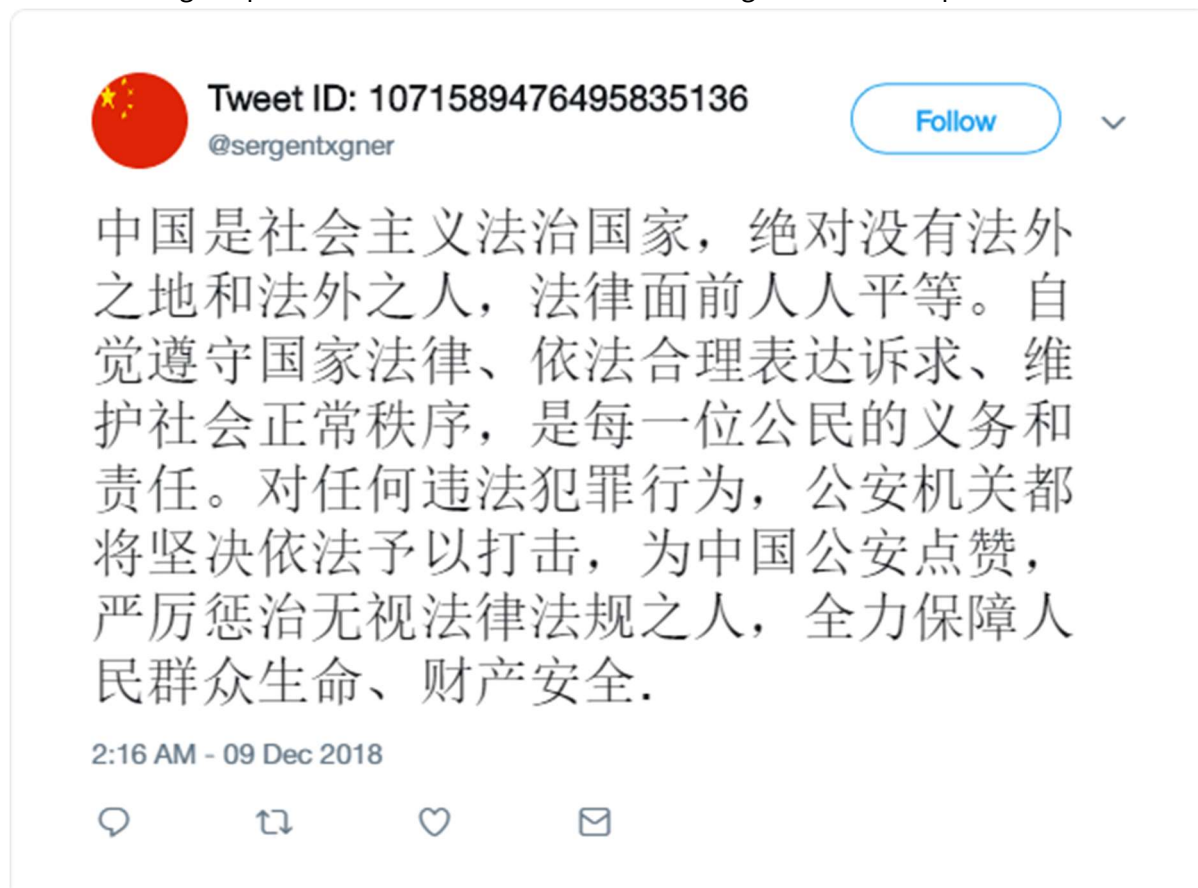 Tweet ID: 1071589476495835136
@sergentxgner
Follow
中国是社会主义法治国家，绝对没有法外
之地和法外之人，法律面前人人平等。自
觉遵守国家法律、依法合理表达诉求、维
护社会正常秩序，是每一位公民的义务和
责任。对任何违法犯罪行为，公安机关都
将坚决依法予以打击，为中国公安点赞，
严厉惩治无视法律法规之人，全力保障人
民群众生命、财产安全.
2:16 AM - 09 Dec 2018